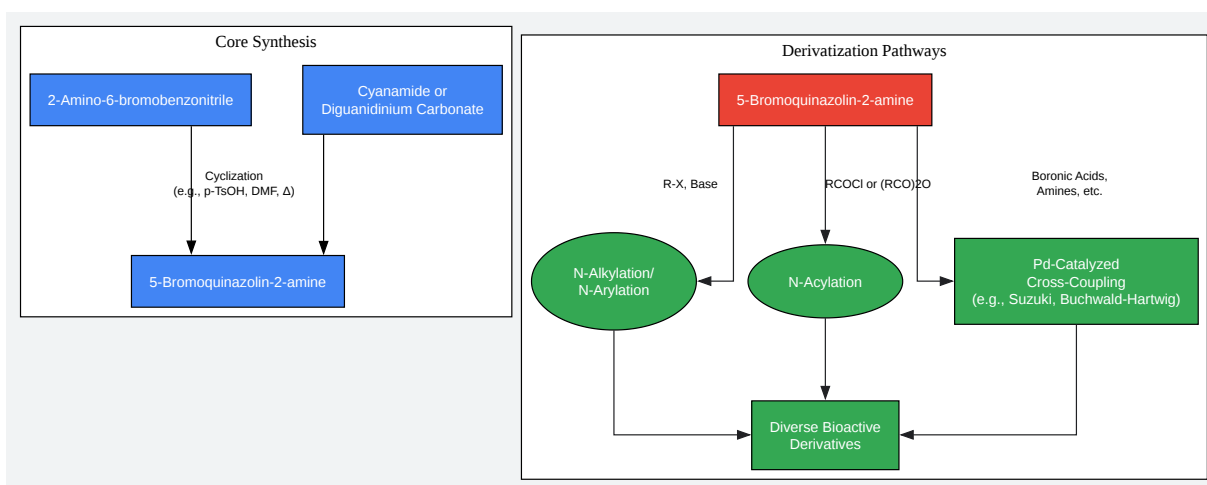 Core Synthesis
2-Amino-6-bromobenzonitrile
Cyanamide or
Diguanidinium Carbonate
Cyclization
(e.g., p-TsOH, DMF, Δ)
5-Bromoquinazolin-2-amine
Derivatization Pathways
5-Bromoquinazolin-2-amine
R-X, Base
RCOCl or (RCO)2O
Boronic Acids,
Amines, etc.
N-Alkylation/
N-Arylation
N-Acylation
Pd-Catalyzed
Cross-Coupling
(e.g., Suzuki, Buchwald-Hartwig)
Diverse Bioactive
Derivatives